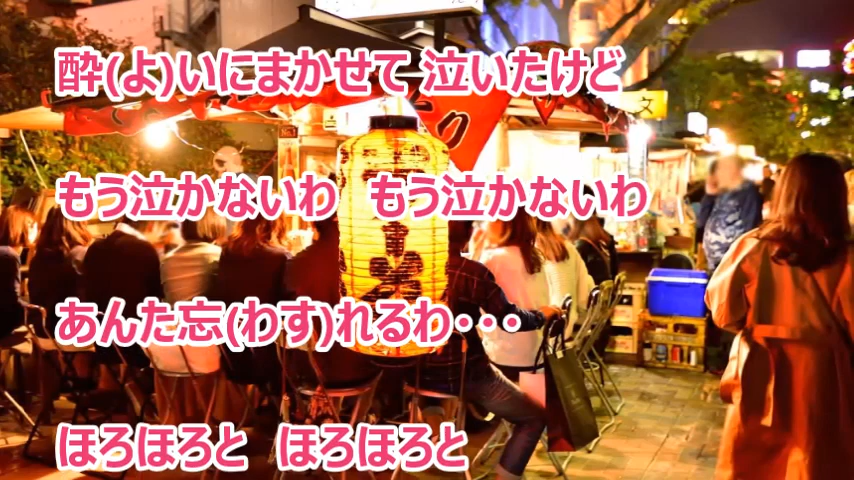 酔(よ)いにまかせて 泣いたけど
もう泣かないわ　もう泣かないわ
あんた忘(わす)れるわ・・・
ほろほろと　ほろほろと